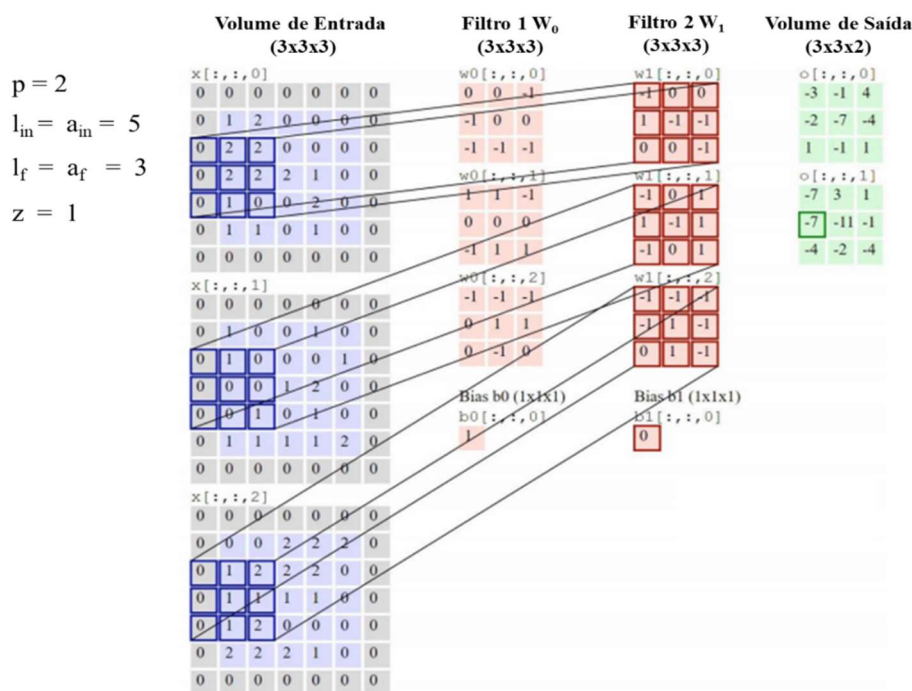 p = 2
l_in = a_in = 5
l_f = a_f = 3
z = 1
Volume de Entrada
(3x3x3)
x[:,:,0]
0 0 0 0 0 0 0
0 1 2 0 0 0 0
0 2 2 0 0 0 0
0 2 2 2 1 0 0
0 1 0 0 2 0 0
0 1 1 0 1 0 0
0 0 0 0 0 0 0
x[:,:,1]
0 0 0 0 0 0 0
0 1 0 0 1 0 0
0 1 0 0 0 1 0
0 0 0 1 2 0 0
0 0 1 0 1 0 0
0 1 1 1 1 2 0
0 0 0 0 0 0 0
x[:,:,2]
0 0 0 0 0 0 0
0 0 0 2 2 2 0
0 1 2 2 2 0 0
0 1 1 1 1 0 0
0 1 2 0 0 0 0
0 2 2 2 1 0 0
0 0 0 0 0 0 0
Filtro 1 W₀
(3x3x3)
w0[:,:,0]
0 0 -1
-1 0 0
-1 -1 -1
w0[:,:,1]
1 1 -1
0 0 0
-1 1 1
w0[:,:,2]
-1 -1 -1
0 1 1
0 -1 0
Bias b0 (1x1x1)
b0[:,:,0]
1
Filtro 2 W₁
(3x3x3)
w1[:,:,0]
-1 0 0
1 -1 -1
0 0 -1
w1[:,:,1]
-1 0 1
1 -1 1
-1 0 1
w1[:,:,2]
-1 -1 -1
-1 1 -1
0 1 -1
Bias b1 (1x1x1)
b1[:,:,0]
0
Volume de Saída
(3x3x2)
o[:,:,0]
-3 -1 4
-2 -7 -4
1 -1 1
o[:,:,1]
-7 3 1
-7 -11 -1
-4 -2 -4